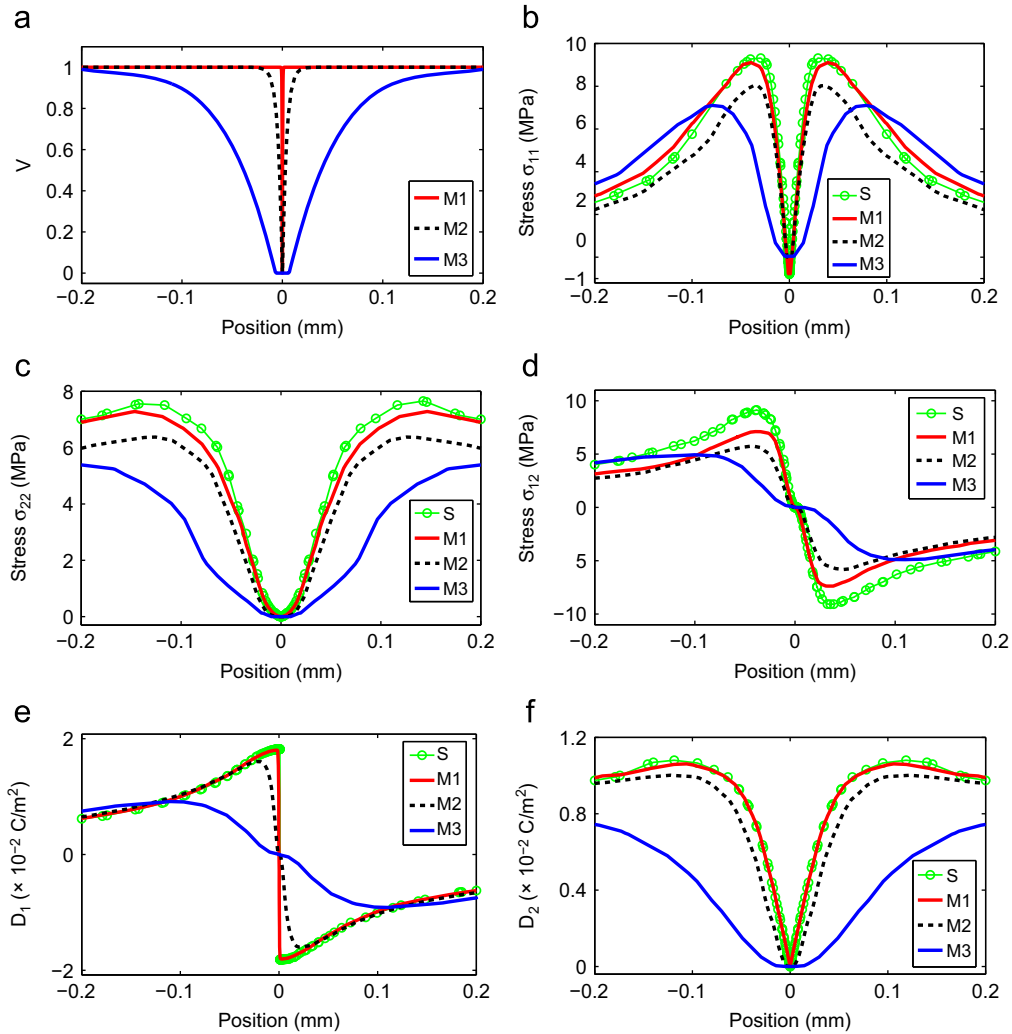 a
1
0.8
0.6
0.4
0.2
0
V
M1
M2
M3
−0.2
−0.1
0
0.1
0.2
Position (mm)
b
10
8
6
4
2
0
−1
Stress σ11 (MPa)
S
M1
M2
M3
−0.2
−0.1
0
0.1
0.2
Position (mm)
c
8
6
4
2
0
Stress σ22 (MPa)
S
M1
M2
M3
−0.2
−0.1
0
0.1
0.2
Position (mm)
d
10
5
0
−5
−10
Stress σ12 (MPa)
S
M1
M2
M3
−0.2
−0.1
0
0.1
0.2
Position (mm)
e
2
0
−2
D1 (× 10−2 C/m2)
S
M1
M2
M3
−0.2
−0.1
0
0.1
0.2
Position (mm)
f
1.2
0.8
0.4
0
D2 (× 10−2 C/m2)
S
M1
M2
M3
−0.2
−0.1
0
0.1
0.2
Position (mm)